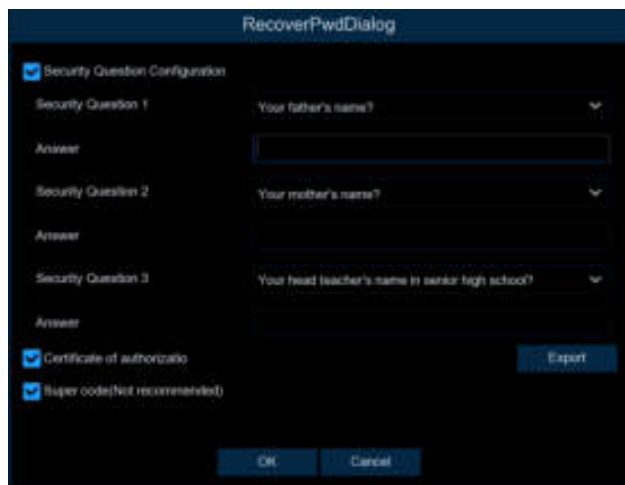 RecoverPwdDialog
Security Question Configuration
Security Question 1 Your father's name?
Answer
Security Question 2 Your mother's name?
Answer
Security Question 3 Your head teacher's name in senior high school?
Answer
Certificate of authorizatio Export
Super code(Not recommended)
OK Cancel